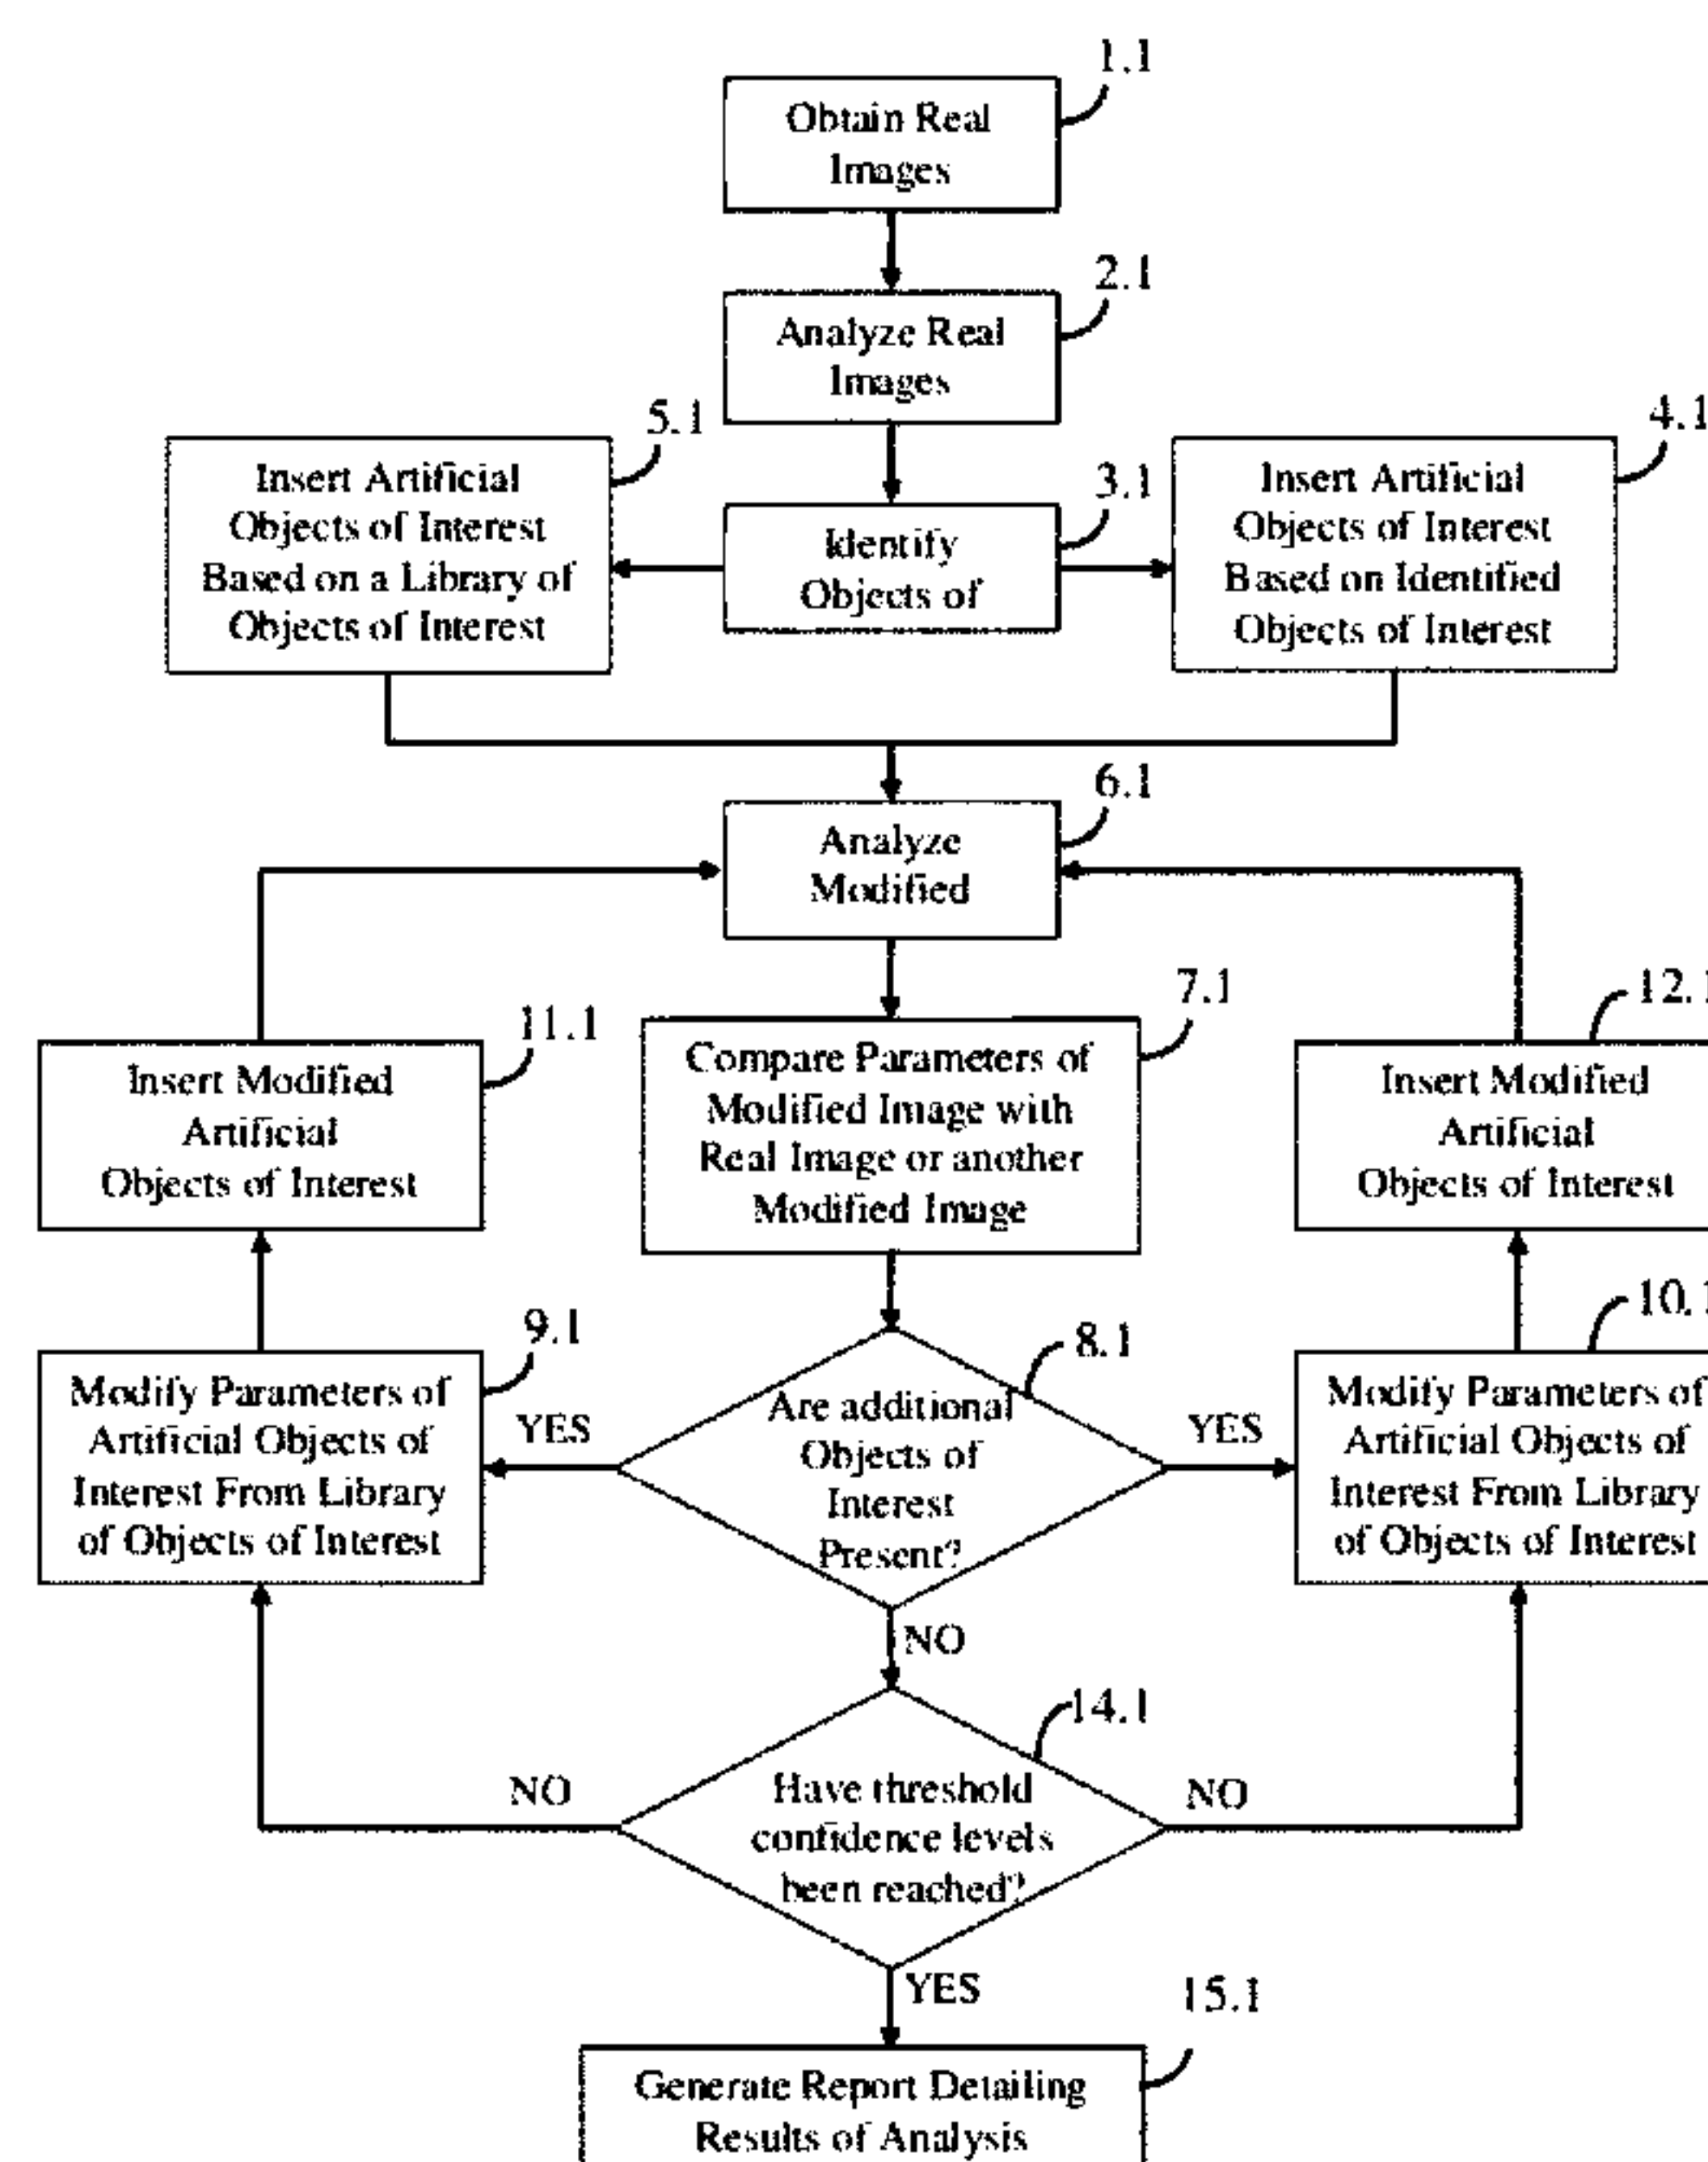 1.1
Obtain Real
Images
2.1
Analyze Real
Images
5.1
Insert Artificial
Objects of Interest
Based on a Library of
Objects of Interest
3.1
Identify
Objects of
4.1
Insert Artificial
Objects of Interest
Based on Identified
Objects of Interest
6.1
Analyze
Modified
11.1
Insert Modified
Artificial
Objects of Interest
7.1
Compare Parameters of
Modified Image with
Real Image or another
Modified Image
12.1
Insert Modified
Artificial
Objects of Interest
9.1
Modify Parameters of
Artificial Objects of
Interest From Library
of Objects of Interest
YES
8.1
Are additional
Objects of
Interest
Present?
YES
10.1
Modify Parameters of
Artificial Objects of
Interest From Library
of Objects of Interest
NO
14.1
NO
Have threshold
confidence levels
been reached?
NO
YES
15.1
Generate Report Detailing
Results of Analysis